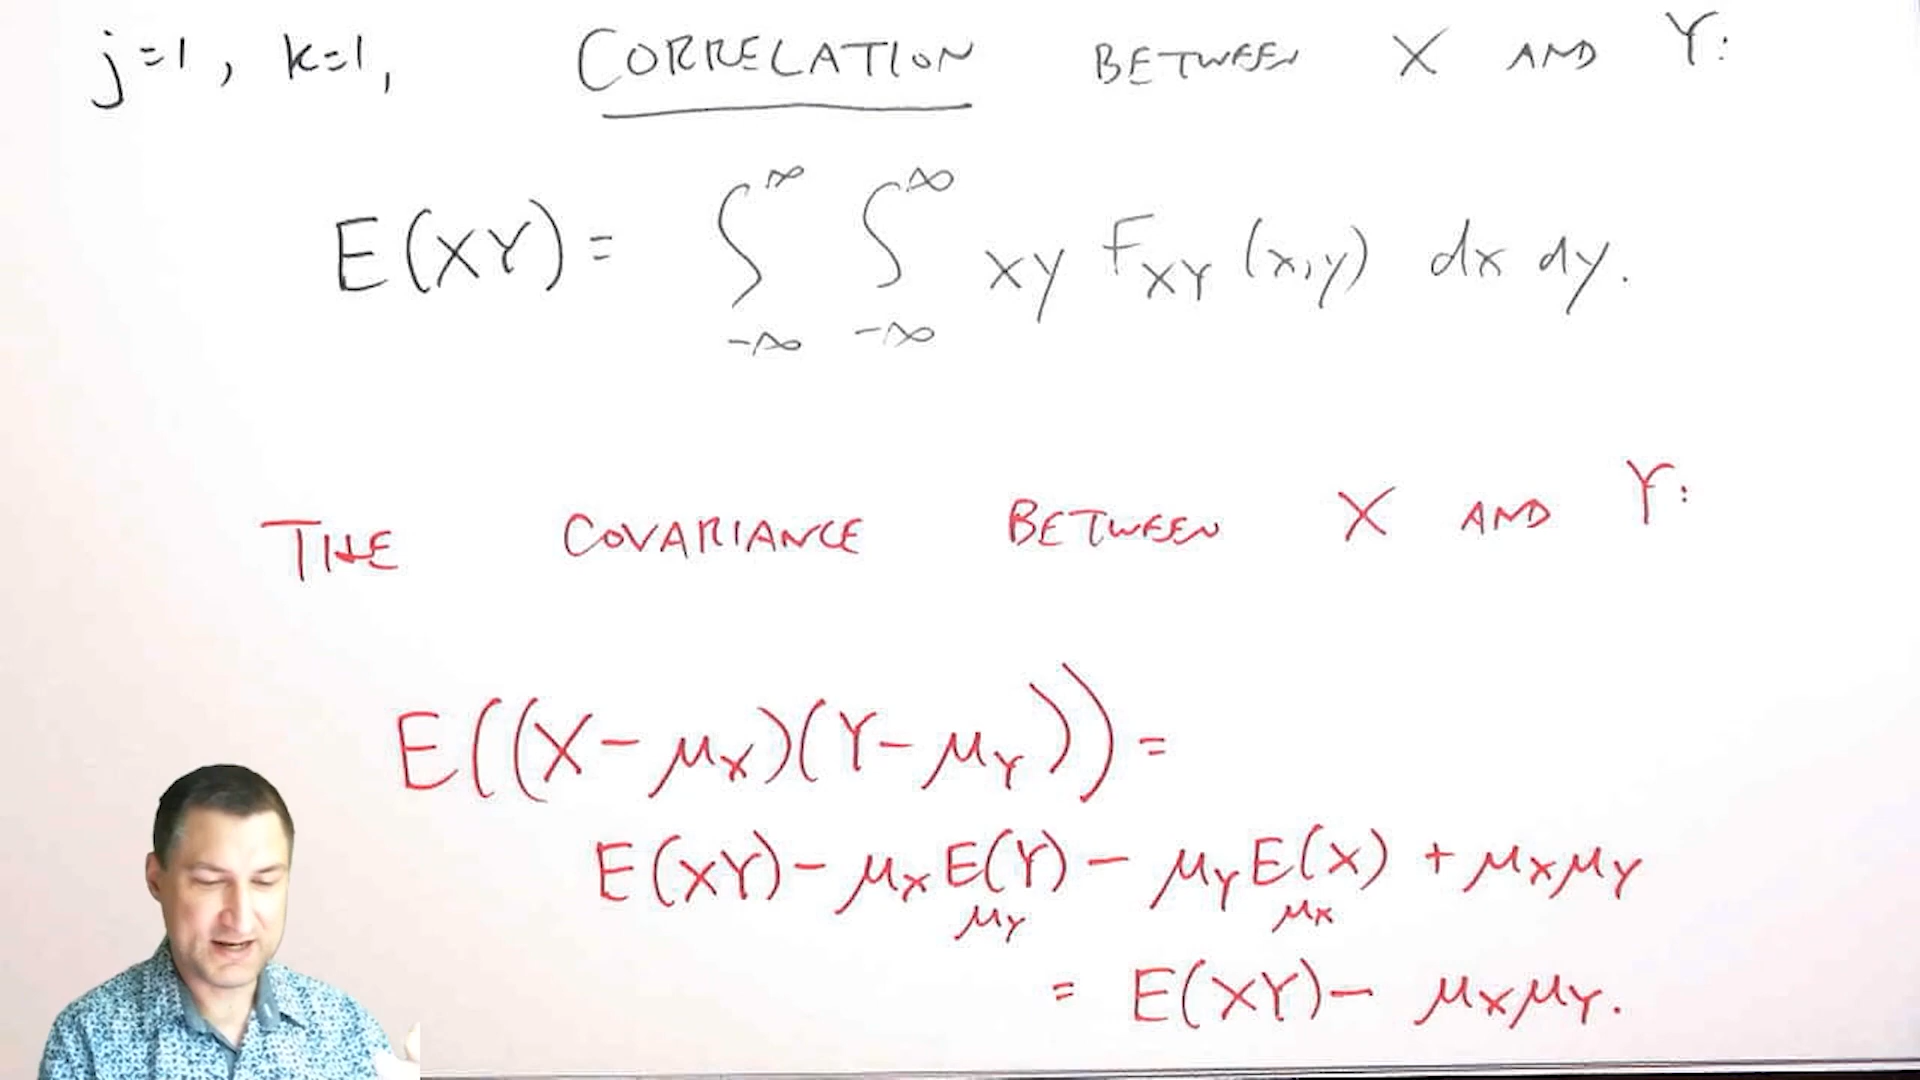 j=1, k=1, CORRELATION BETWEEN X AND Y:
E(XY) = ∫_{-∞}^{∞} ∫_{-∞}^{∞} xy f_{XY}(x,y) dx dy.
THE COVARIANCE BETWEEN X AND Y:
E((X-μ_X)(Y-μ_Y)) =
E(XY) - μ_X E(Y) - μ_Y E(X) + μ_X μ_Y
μ_Y μ_X
= E(XY) - μ_X μ_Y.